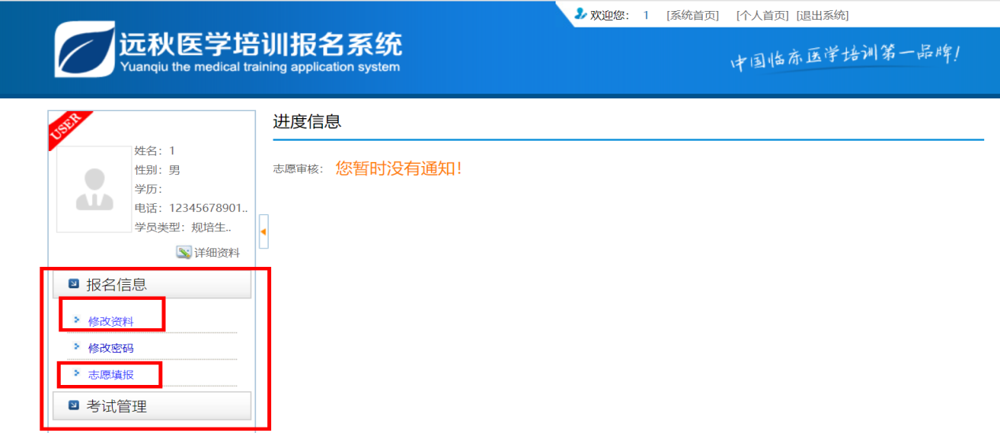 欢迎您： 1 [系统首页] [个人首页] [退出系统]
远秋医学培训报名系统
Yuanqiu the medical training application system
中国临床医学培训第一品牌!
USER
姓名：1
性别：男
学历：
电话：12345678901..
学员类型：规培生..
详细资料
报名信息
修改资料
修改密码
志愿填报
考试管理
进度信息
志愿审核： 您暂时没有通知!